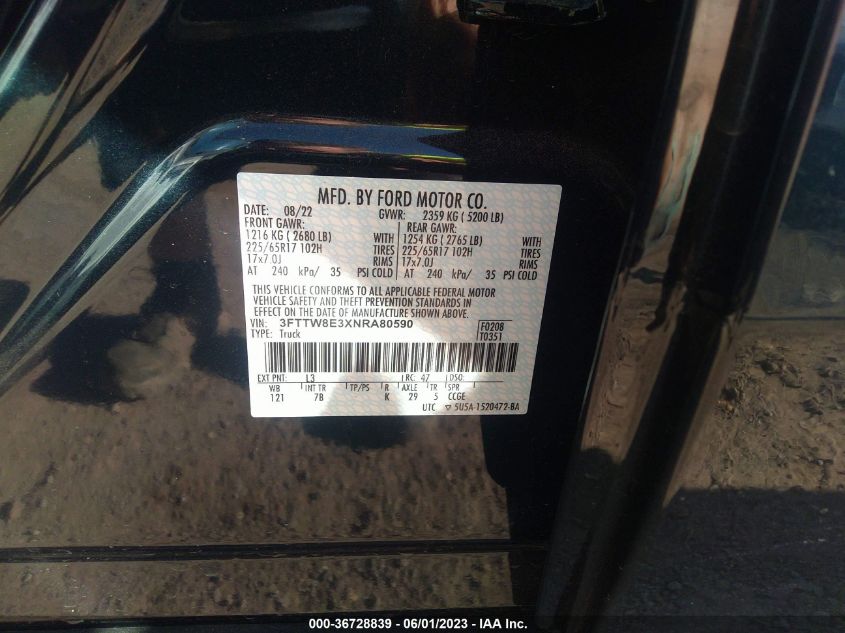 MFD. BY FORD MOTOR CO.
DATE: 08/22 GVWR: 2359 KG ( 5200 LB)
FRONT GAWR: REAR GAWR:
1216 KG ( 2680 LB) WITH 1254 KG ( 2765 LB) WITH
225/65R17 102H TIRES 225/65R17 102H TIRES
17x7.0J RIMS 17x7.0J RIMS
AT 240 kPa/ 35 PSI COLD AT 240 kPa/ 35 PSI COLD
THIS VEHICLE CONFORMS TO ALL APPLICABLE FEDERAL MOTOR
VEHICLE SAFETY AND THEFT PREVENTION STANDARDS IN
EFFECT ON THE DATE OF MANUFACTURE SHOWN ABOVE.
VIN: 3FTTW8E3XNRA80590 F0208
TYPE: Truck T0351
EXT PNT: L3 RC: 47 DSO:
WB INT TR TP/PS R AXLE TR SPR
121 7B K 29 5 CCGE
UTC ▽ 5U5A-1520472-BA
000-36728839 - 06/01/2023 - IAA Inc.